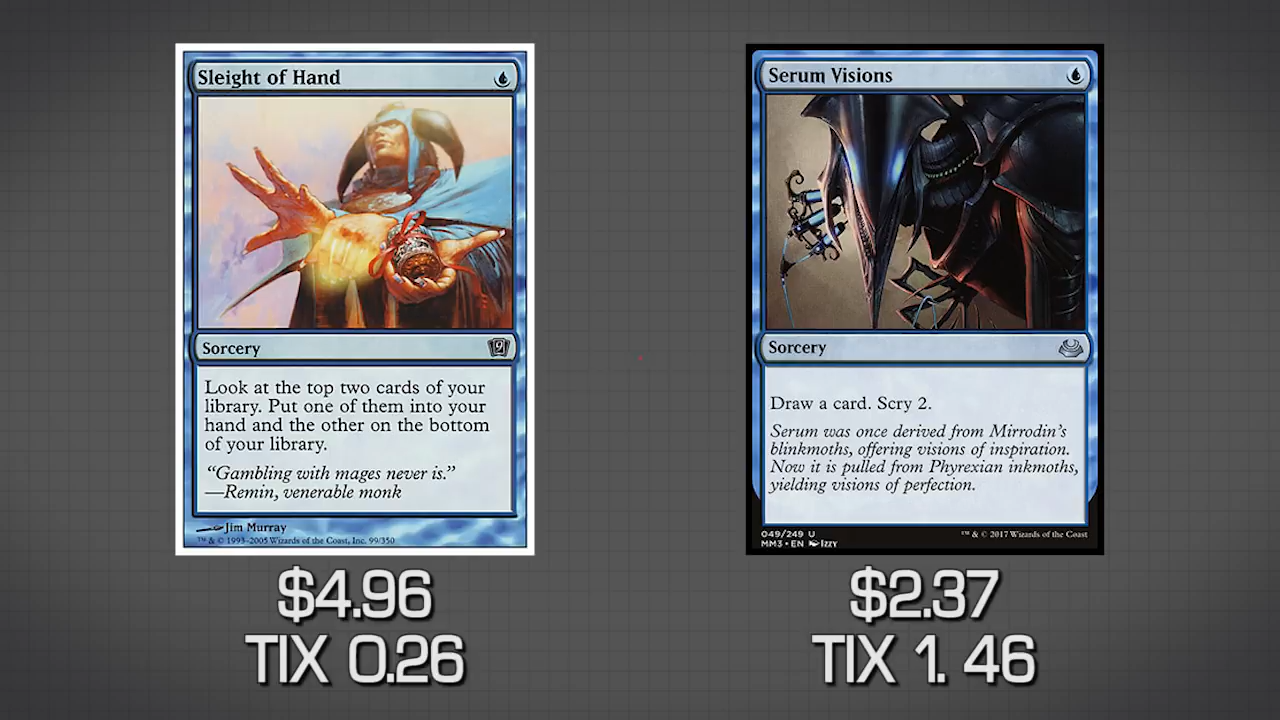 Sleight of Hand
Sorcery
9
Look at the top two cards of your
library. Put one of them into your
hand and the other on the bottom
of your library.
“Gambling with mages never is.”
—Remin, venerable monk
Jim Murray
™ & © 1993–2005 Wizards of the Coast, Inc. 99/350
$4.96
TIX 0.26
Serum Visions
Sorcery
Draw a card. Scry 2.
Serum was once derived from Mirrodin’s
blinkmoths, offering visions of inspiration.
Now it is pulled from Phyrexian inkmoths,
yielding visions of perfection.
049/249 U
MM3 • EN Izzy
™ & © 2017 Wizards of the Coast
$2.37
TIX 1. 46